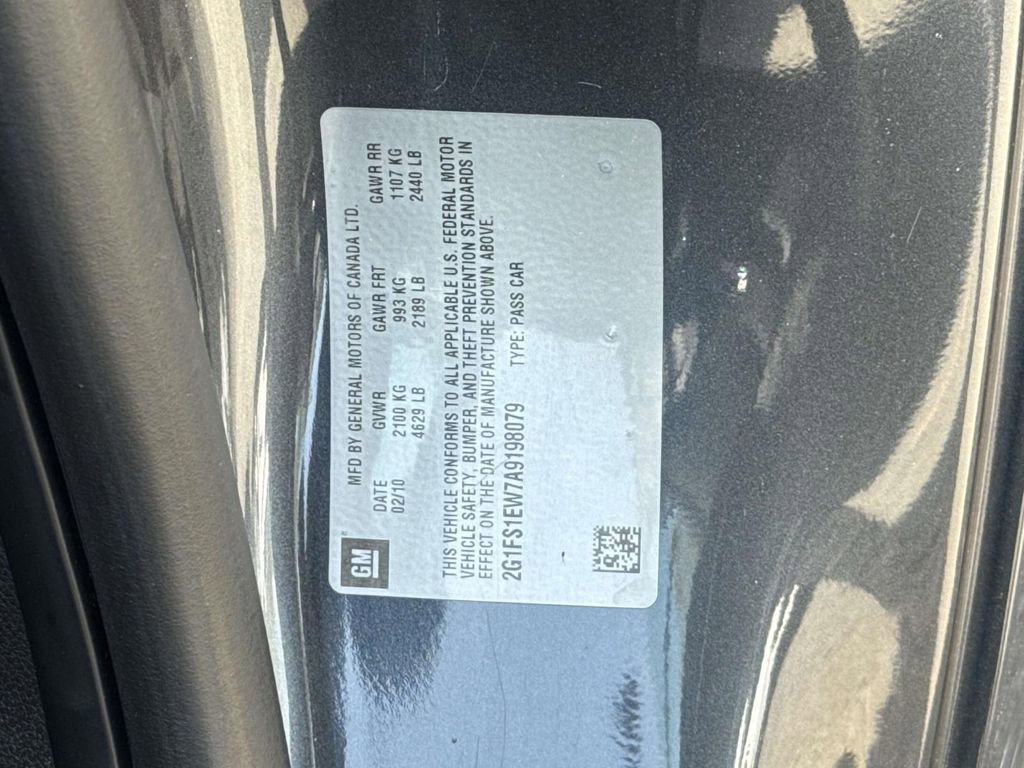 GM
MFD BY GENERAL MOTORS OF CANADA LTD.
DATE GVWR GAWR FRT GAWR RR
02/10 2100 KG 993 KG 1107 KG
4629 LB 2189 LB 2440 LB
THIS VEHICLE CONFORMS TO ALL APPLICABLE U.S. FEDERAL MOTOR
VEHICLE SAFETY, BUMPER, AND THEFT PREVENTION STANDARDS IN
EFFECT ON THE DATE OF MANUFACTURE SHOWN ABOVE.
2G1FS1EW7A9198079 TYPE: PASS CAR